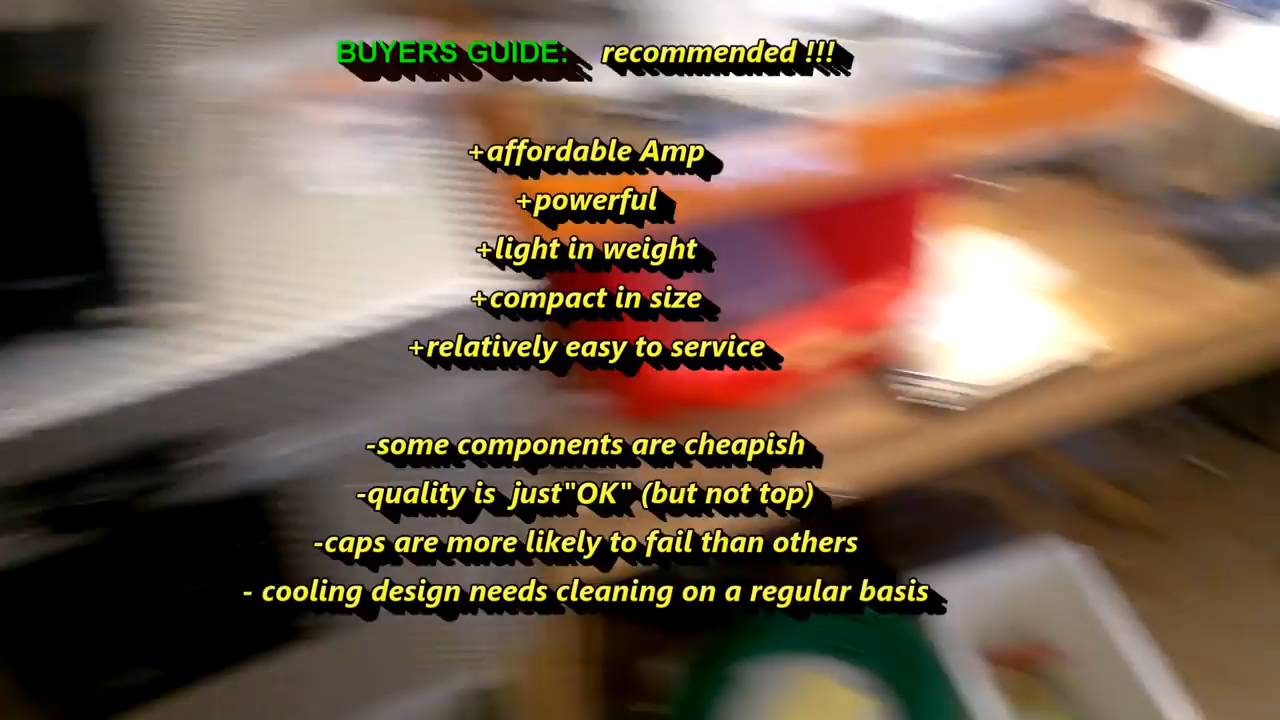 BUYERS GUIDE: recommended !!!
+affordable Amp
+powerful
+light in weight
+compact in size
+relatively easy to service
-some components are cheapish
-quality is just"OK" (but not top)
-caps are more likely to fail than others
- cooling design needs cleaning on a regular basis